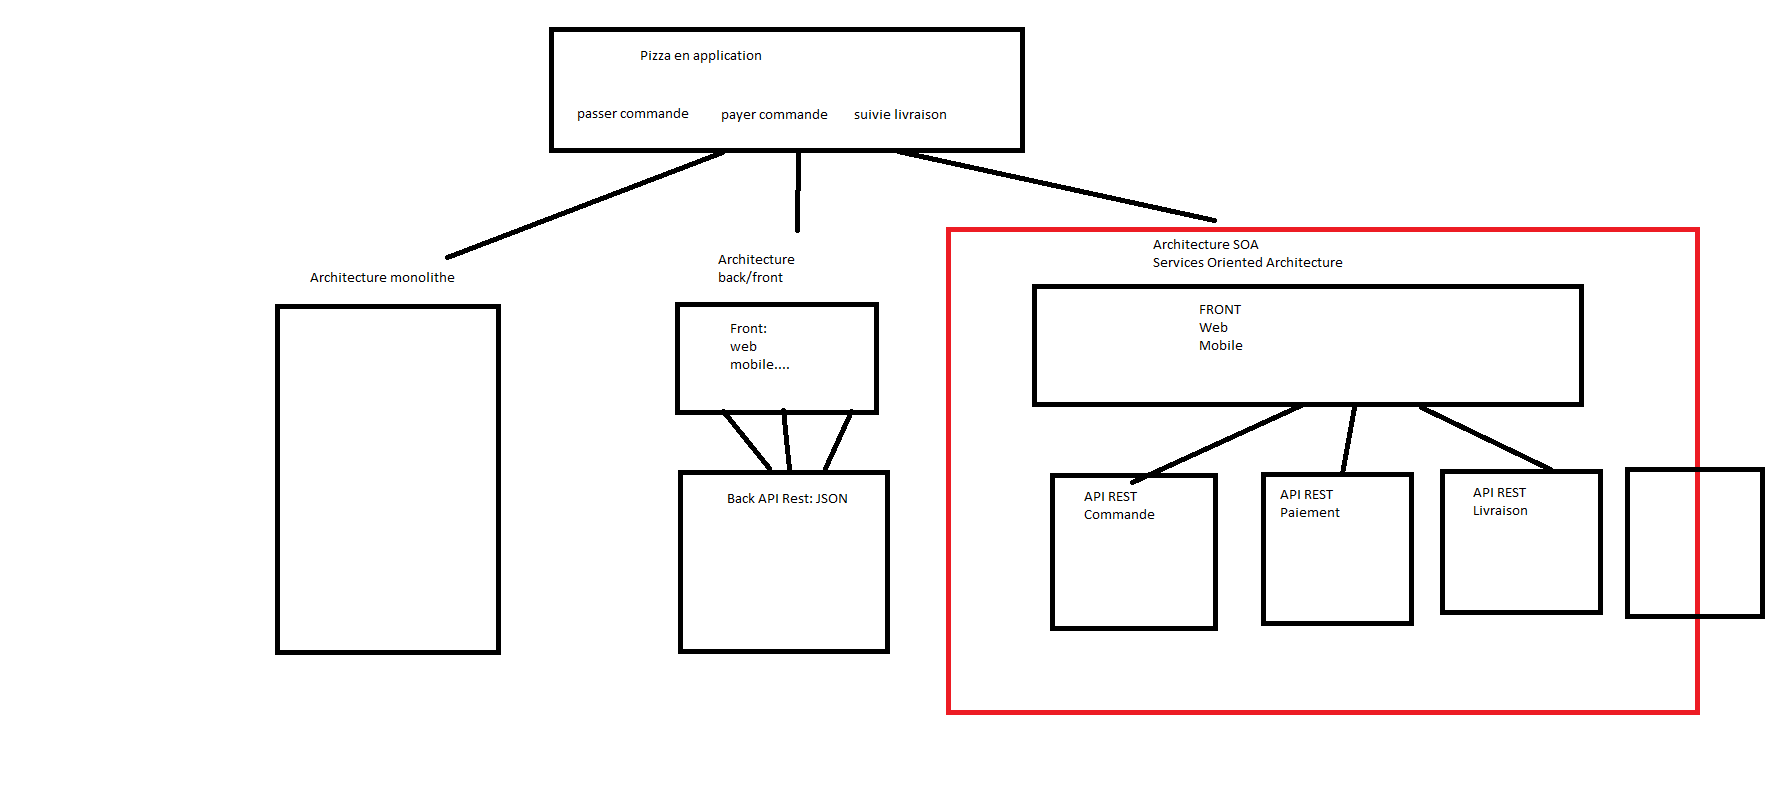 Pizza en application
passer commande
payer commande
suivie livraison
Architecture monolithe
Architecture
back/front
Front:
web
mobile....
Back API Rest: JSON
Architecture SOA
Services Oriented Architecture
FRONT
Web
Mobile
API REST
Commande
API REST
Paiement
API REST
Livraison